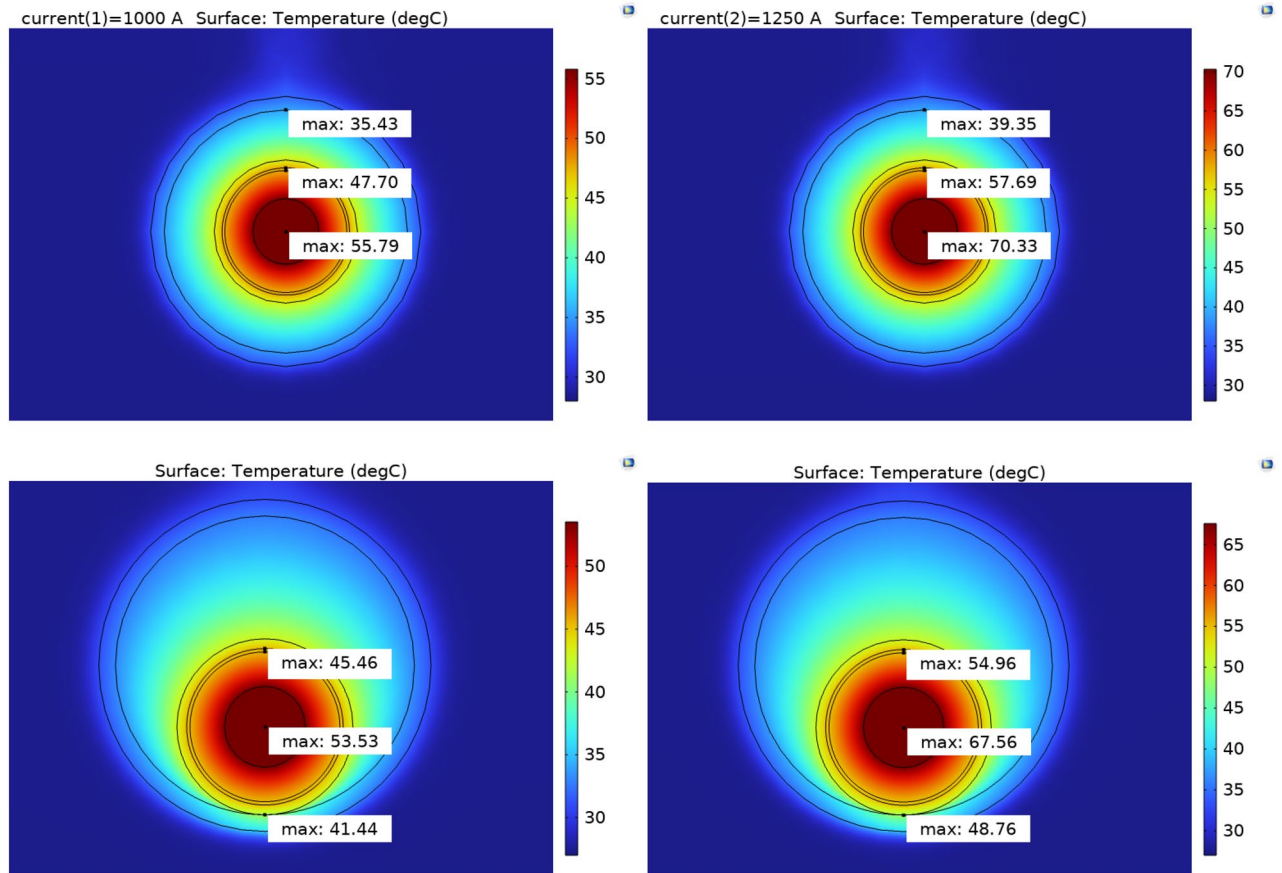 current(1)=1000 A  Surface: Temperature (degC)
max: 35.43
max: 47.70
max: 55.79
55
50
45
40
35
30
current(2)=1250 A  Surface: Temperature (degC)
max: 39.35
max: 57.69
max: 70.33
70
65
60
55
50
45
40
35
30
Surface: Temperature (degC)
max: 45.46
max: 53.53
max: 41.44
50
45
40
35
30
Surface: Temperature (degC)
max: 54.96
max: 67.56
max: 48.76
65
60
55
50
45
40
35
30